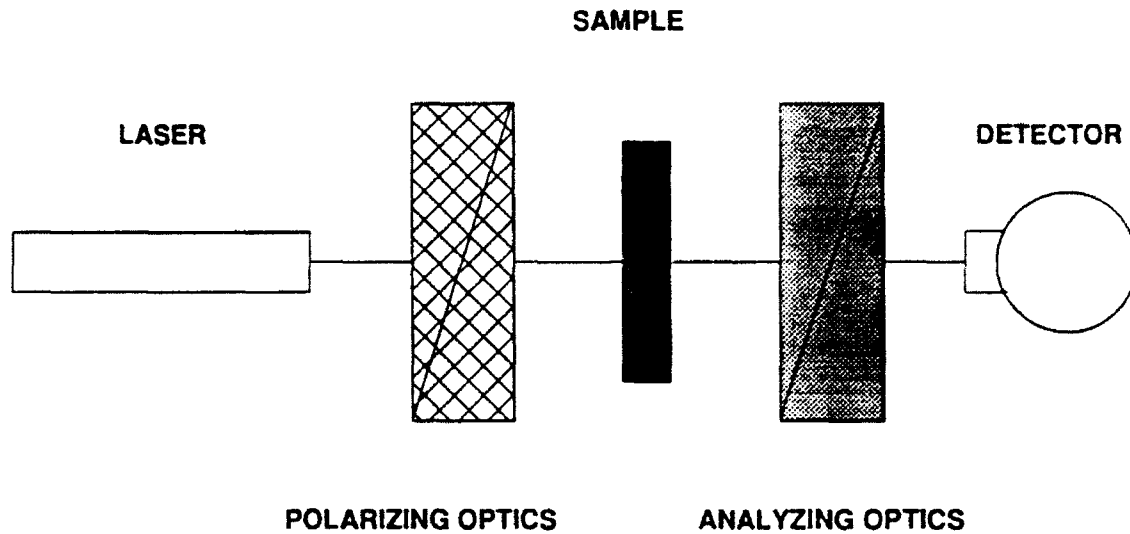 SAMPLE
LASER
DETECTOR
POLARIZING OPTICS
ANALYZING OPTICS